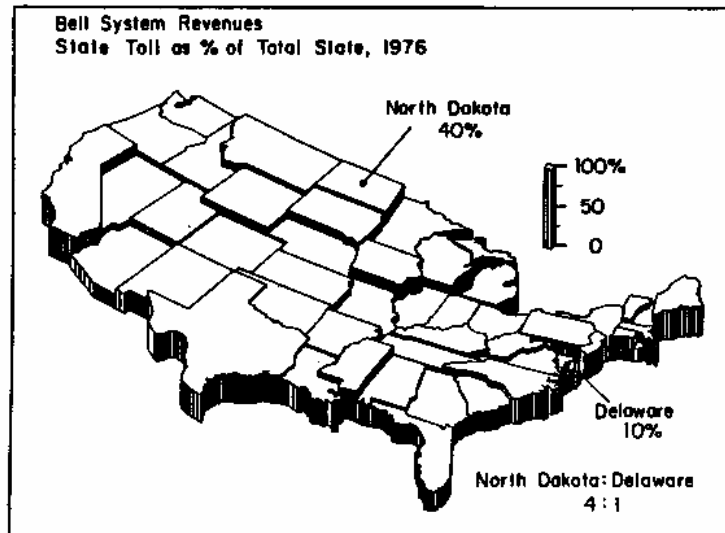 Bell System Revenues
State Toll as % of Total State, 1976
North Dakota
40%
100%
50
0
Delaware
10%
North Dakota:Delaware
4:1